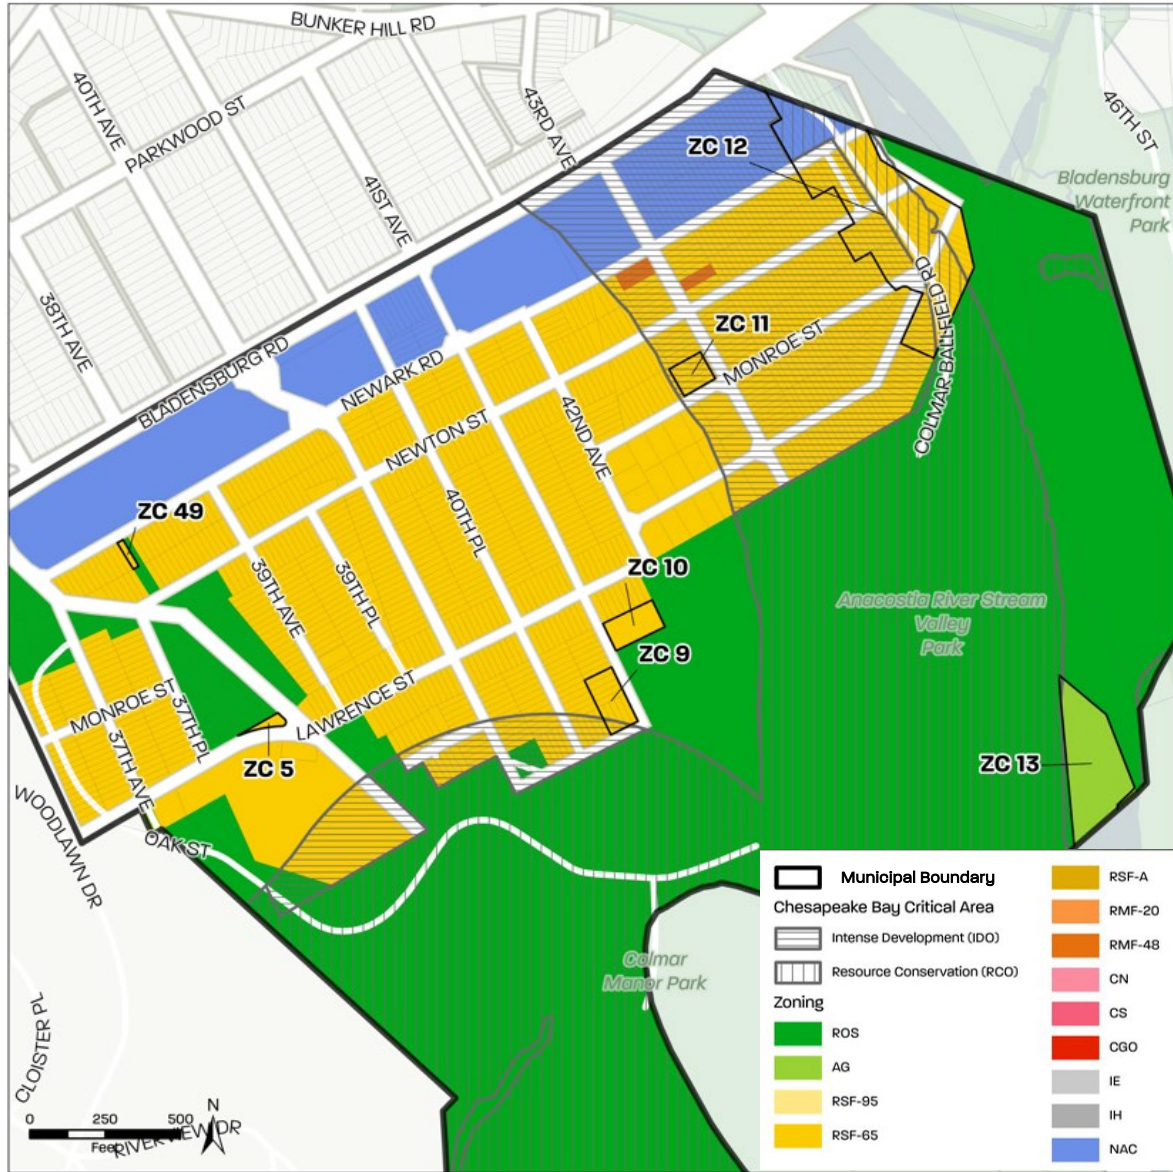 BUNKER HILL RD
40TH AVE
PARKWOOD ST
43RD AVE
46TH ST
41ST AVE
ZC 12
Bladensburg
Waterfront
Park
38TH AVE
COLMAR BALLFIELD RD
ZC 11
MONROE ST
BLADENSBURG RD
NEWARK RD
NEWTON ST
42ND AVE
40TH PL
ZC 49
39TH AVE
39TH PL
ZC 10
Anacostia River Stream
Valley
Park
ZC 9
MONROE ST
37TH PL
LAWRENCE ST
37TH AVE
ZC 5
ZC 13
WOODLAWN DR
OAK ST
Colmar
Manor Park
CLOISTER PL
RIVERVIEW DR
0 250 500
Feet
N
Municipal Boundary
Chesapeake Bay Critical Area
Intense Development (IDO)
Resource Conservation (RCO)
Zoning
ROS
AG
RSF-95
RSF-65
RSF-A
RMF-20
RMF-48
CN
CS
CGO
IE
IH
NAC